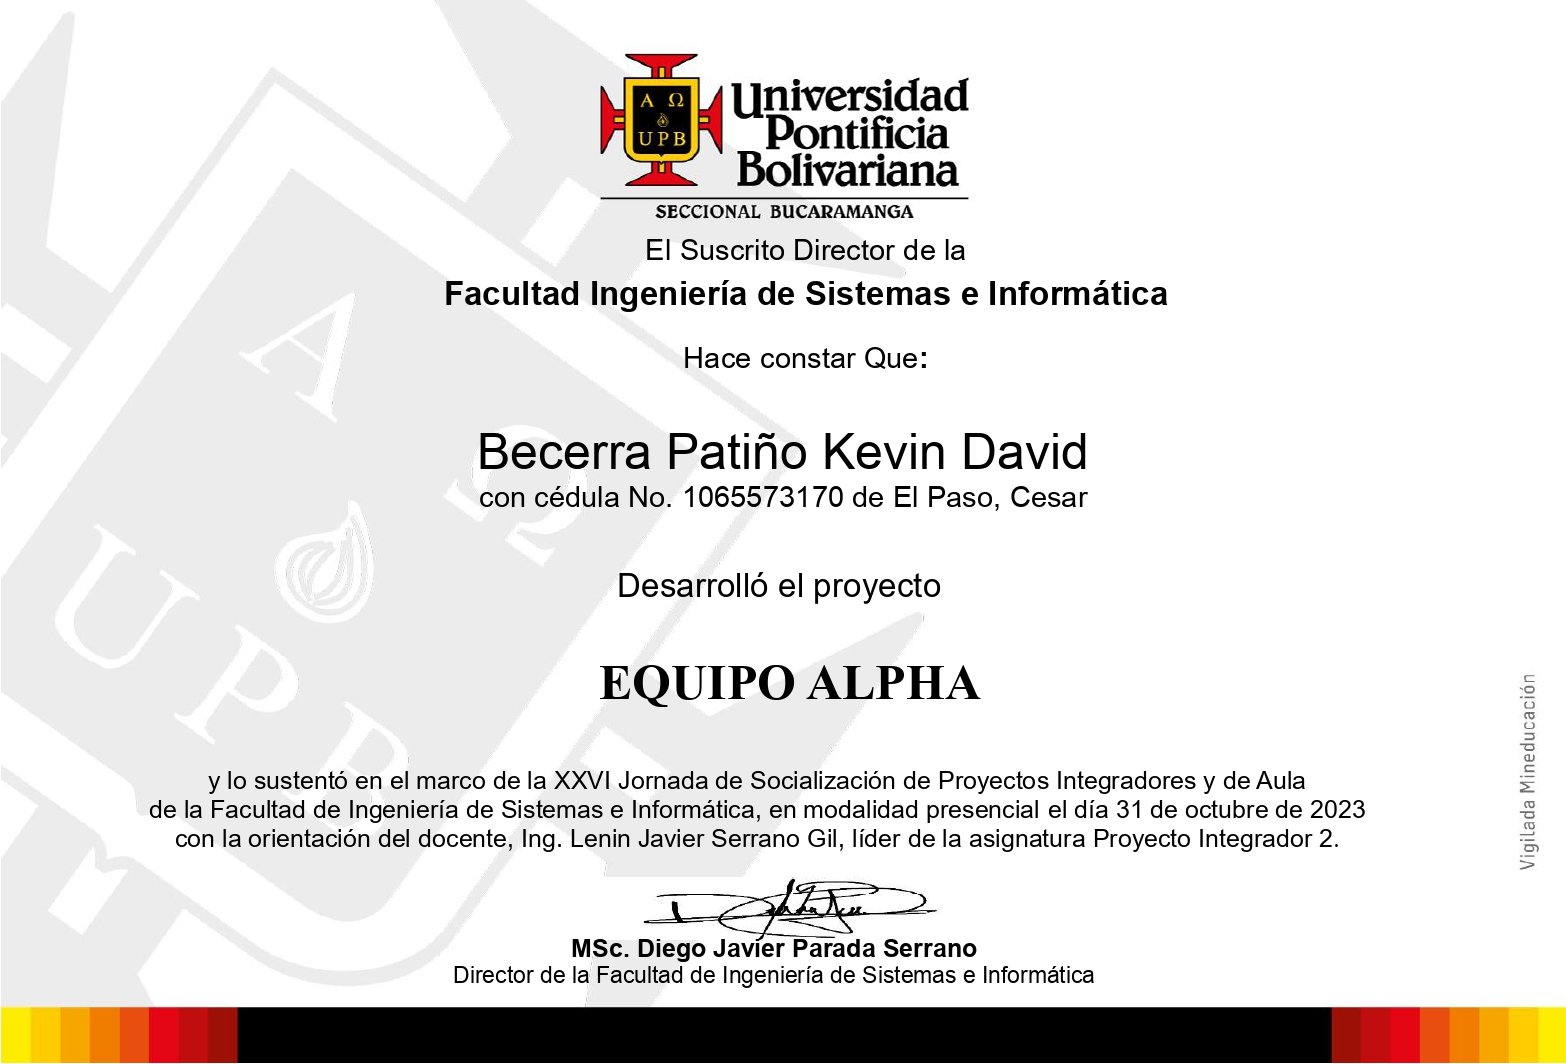 Α Ω
UPB
Universidad
Pontificia
Bolivariana
SECCIONAL BUCARAMANGA
El Suscrito Director de la
Facultad Ingeniería de Sistemas e Informática
Hace constar Que:
Becerra Patiño Kevin David
con cédula No. 1065573170 de El Paso, Cesar
Desarrolló el proyecto
EQUIPO ALPHA
y lo sustentó en el marco de la XXVI Jornada de Socialización de Proyectos Integradores y de Aula
de la Facultad de Ingeniería de Sistemas e Informática, en modalidad presencial el día 31 de octubre de 2023
con la orientación del docente, Ing. Lenin Javier Serrano Gil, líder de la asignatura Proyecto Integrador 2.
MSc. Diego Javier Parada Serrano
Director de la Facultad de Ingeniería de Sistemas e Informática
Vigilada Mineducación
Α Ω
UPB